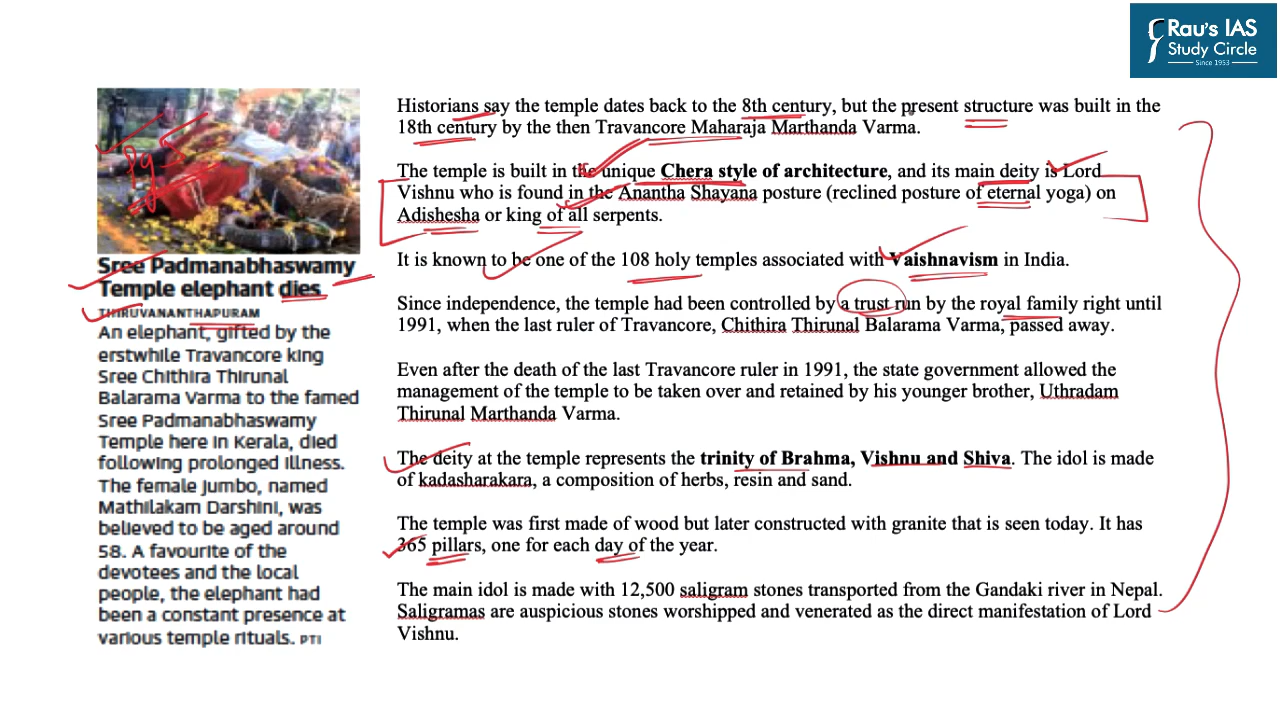 Rau's IAS
Study Circle
Since 1953
Pg 5
Sree Padmanabhaswamy
Temple elephant dies
THIRUVANANTHAPURAM
An elephant, gifted by the
erstwhile Travancore king
Sree Chithira Thirunal
Balarama Varma to the famed
Sree Padmanabhaswamy
Temple here in Kerala, died
following prolonged illness.
The female jumbo, named
Mathilakam Darshini, was
believed to be aged around
58. A favourite of the
devotees and the local
people, the elephant had
been a constant presence at
various temple rituals. PTI
Historians say the temple dates back to the 8th century, but the present structure was built in the
18th century by the then Travancore Maharaja Marthanda Varma.
The temple is built in the unique Chera style of architecture, and its main deity is Lord
Vishnu who is found in the Anantha Shayana posture (reclined posture of eternal yoga) on
Adishesha or king of all serpents.
It is known to be one of the 108 holy temples associated with Vaishnavism in India.
Since independence, the temple had been controlled by a trust run by the royal family right until
1991, when the last ruler of Travancore, Chithira Thirunal Balarama Varma, passed away.
Even after the death of the last Travancore ruler in 1991, the state government allowed the
management of the temple to be taken over and retained by his younger brother, Uthradam
Thirunal Marthanda Varma.
The deity at the temple represents the trinity of Brahma, Vishnu and Shiva. The idol is made
of kadasharakara, a composition of herbs, resin and sand.
The temple was first made of wood but later constructed with granite that is seen today. It has
365 pillars, one for each day of the year.
The main idol is made with 12,500 saligram stones transported from the Gandaki river in Nepal.
Saligramas are auspicious stones worshipped and venerated as the direct manifestation of Lord
Vishnu.